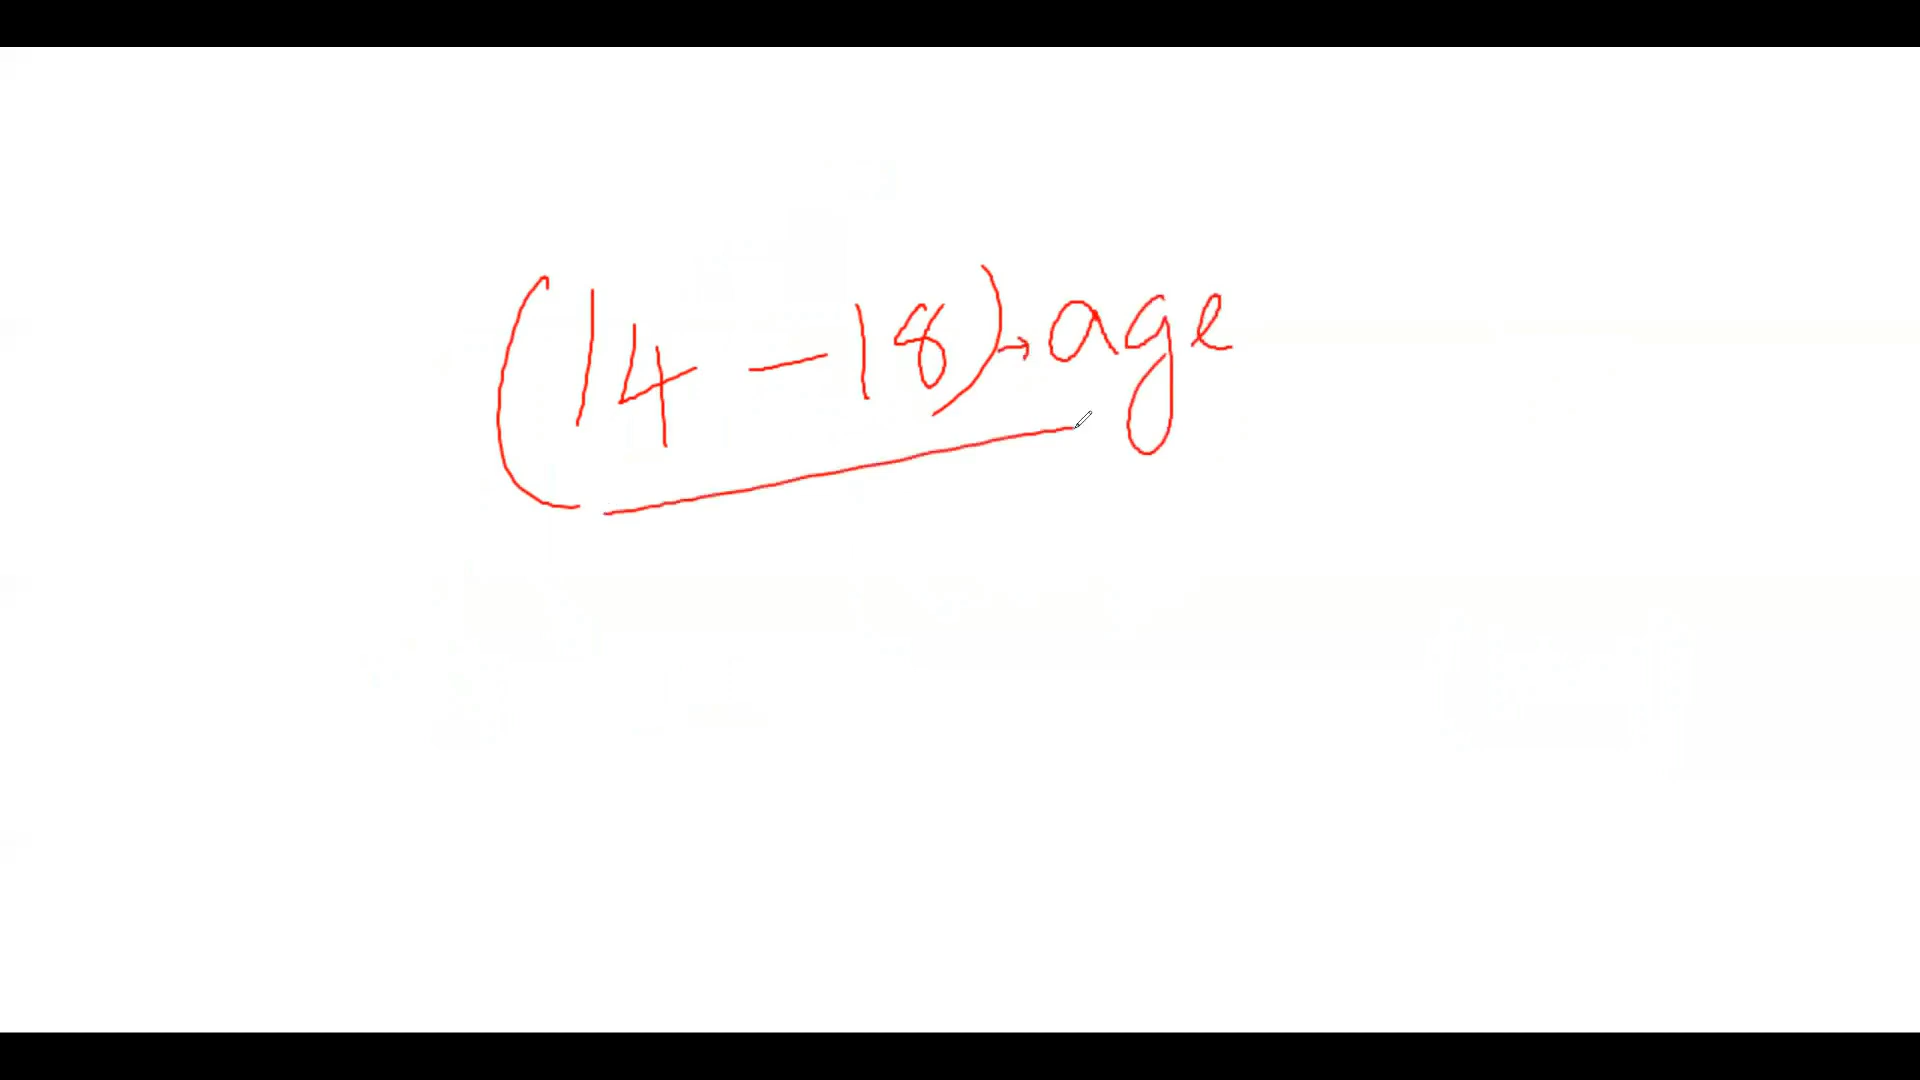 (14 - 18) → age